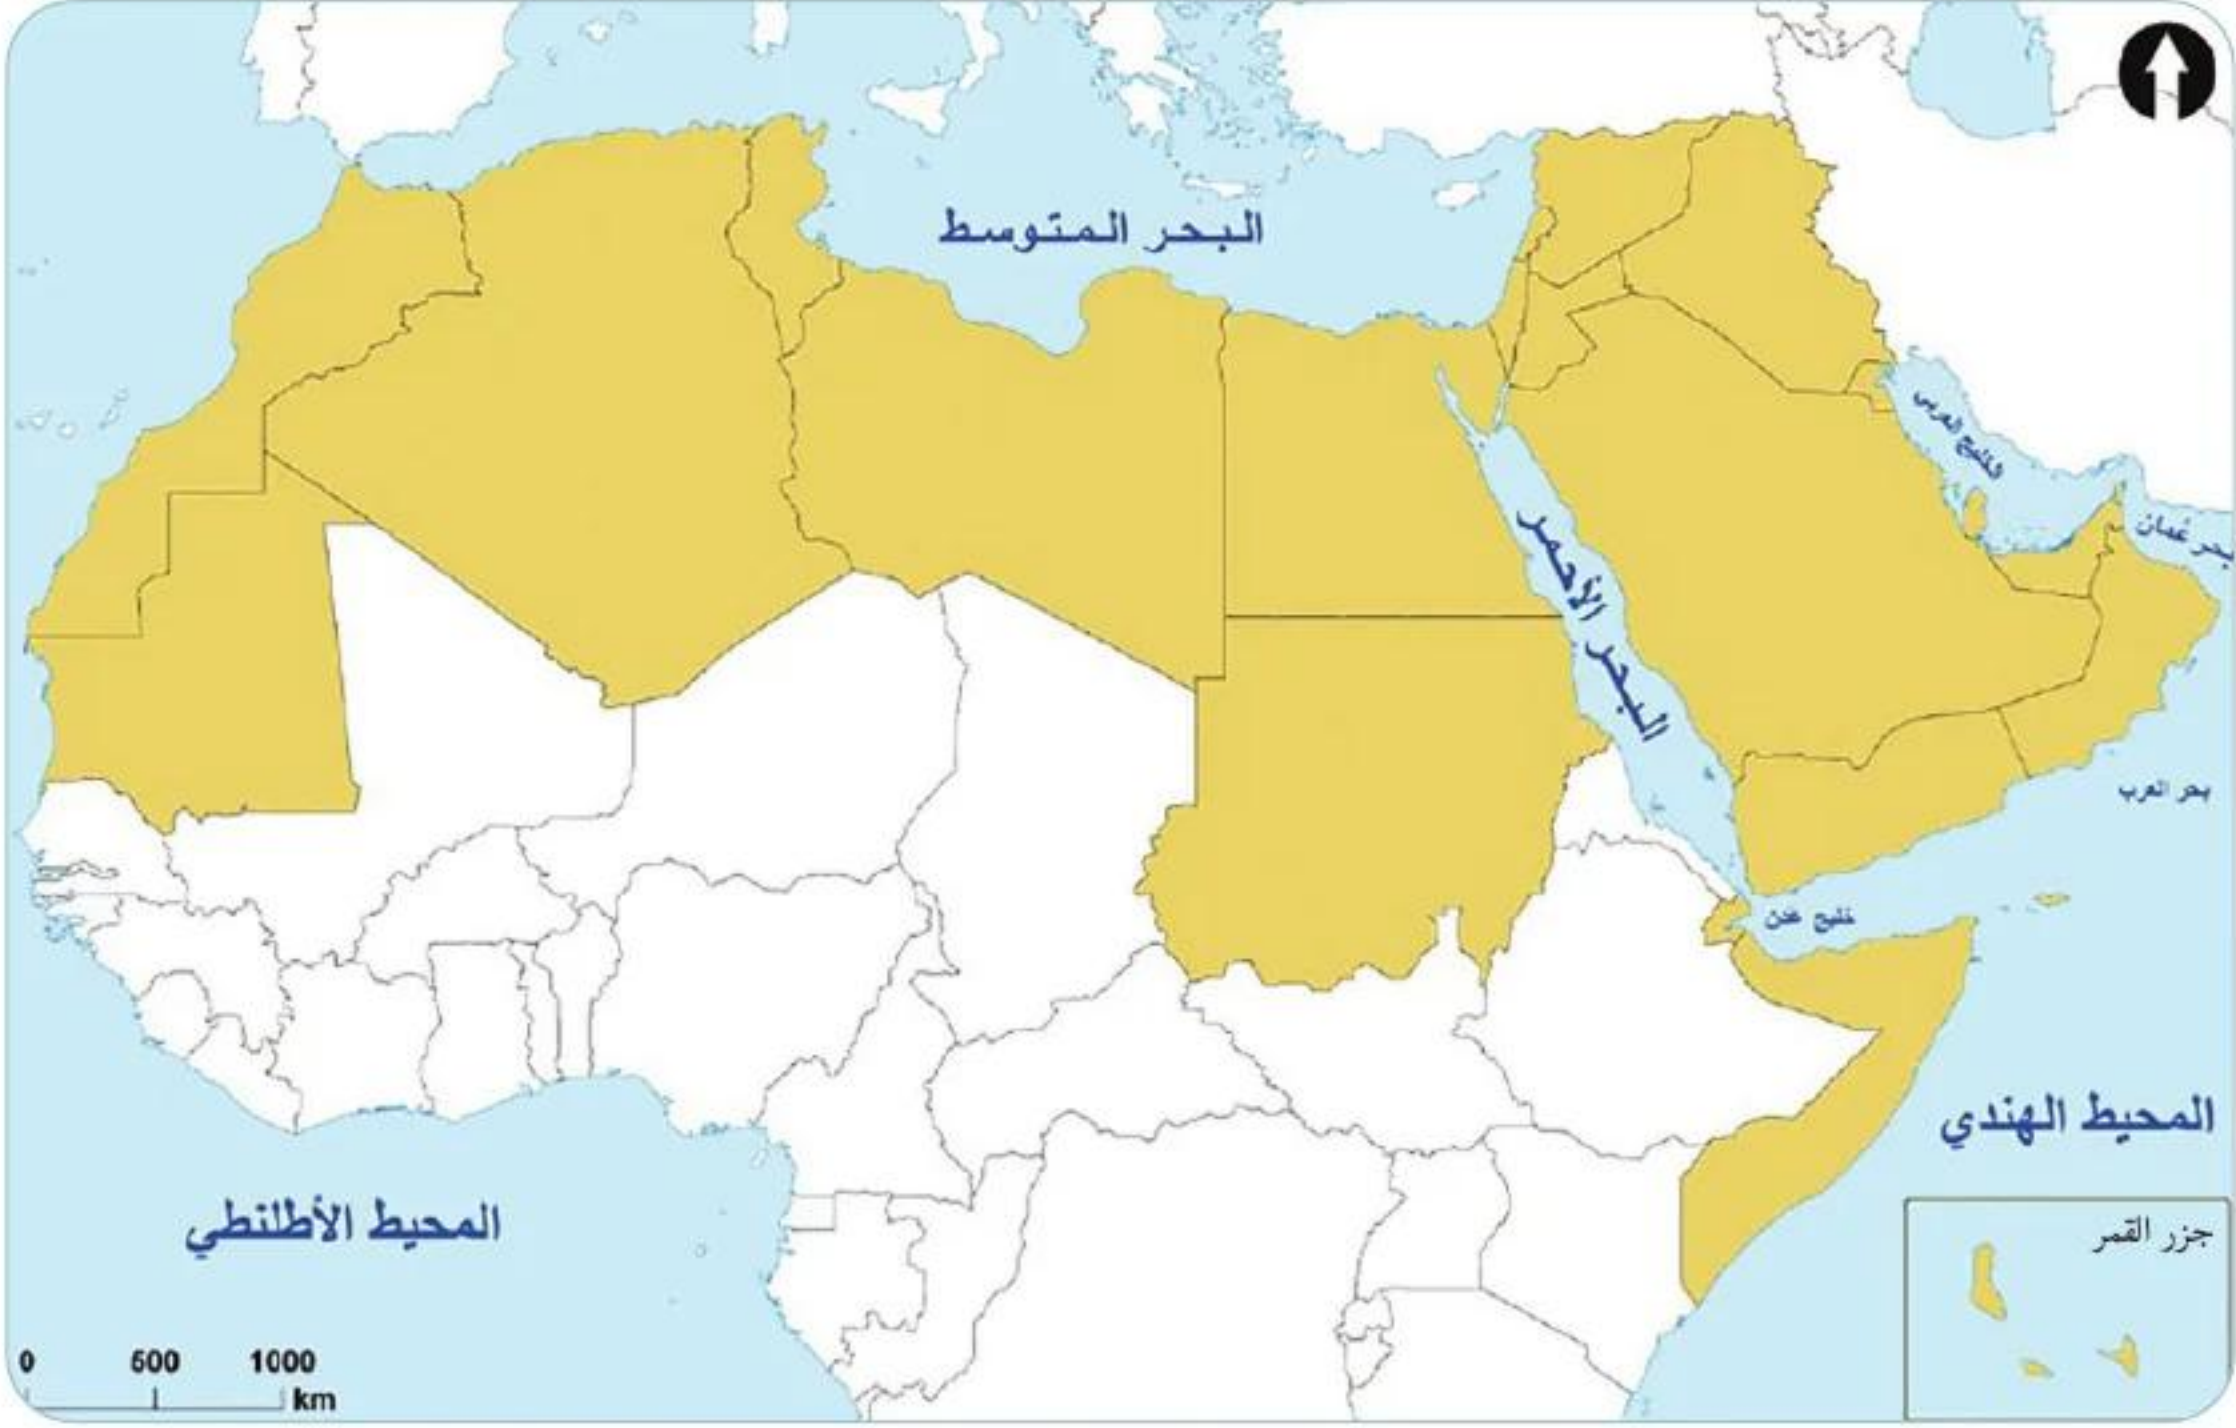 البحر المتوسط
الخليج العربي
بحر عُمان
البحر الأحمر
بحر العرب
خليج عدن
المحيط الهندي
المحيط الأطلنطي
جزر القمر
0 500 1000
km